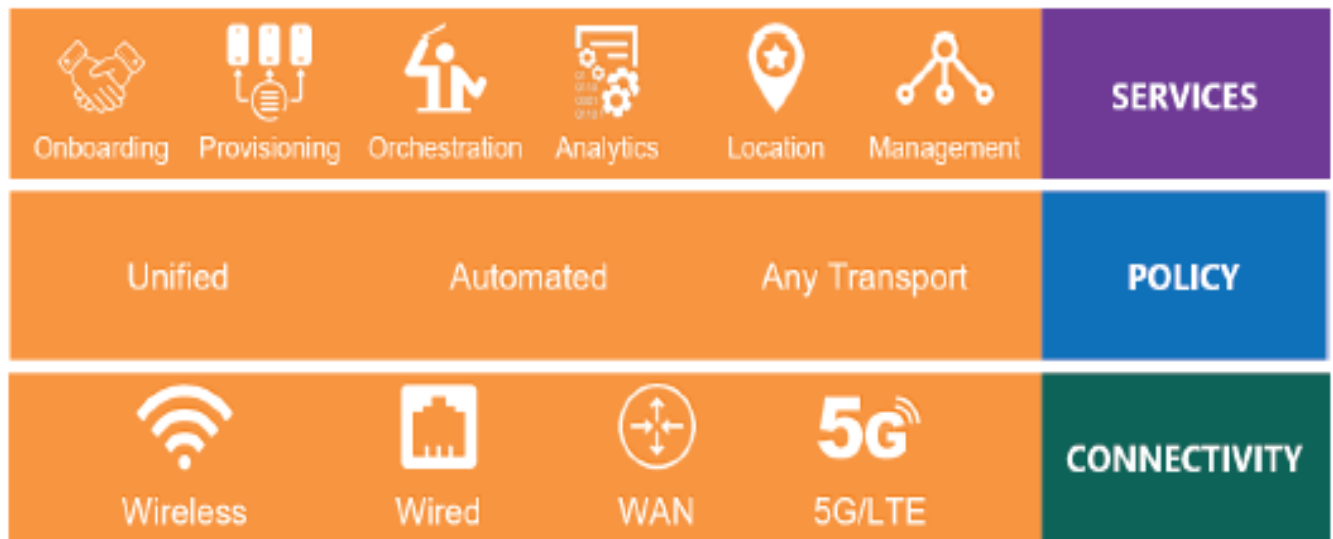 Onboarding Provisioning Orchestration Analytics Location Management
SERVICES
Unified Automated Any Transport
POLICY
5G
Wireless Wired WAN 5G/LTE
CONNECTIVITY